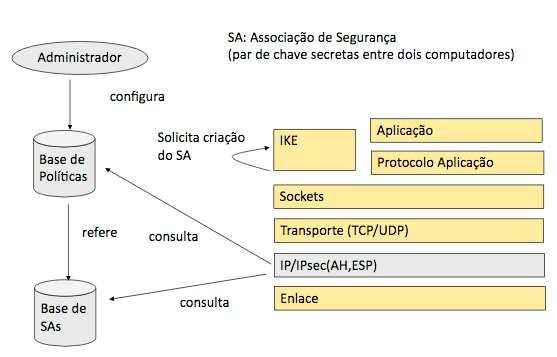 SA: Associação de Segurança
(par de chave secretas entre dois computadores)
Administrador
configura
Solicita criação
do SA
IKE
Aplicação
Protocolo Aplicação
Base de
Políticas
Sockets
Transporte (TCP/UDP)
refere
consulta
IP/IPsec(AH,ESP)
consulta
Enlace
Base de
SAs